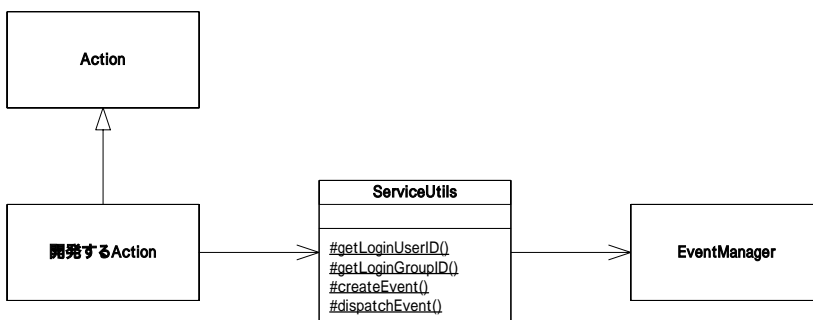 Action
開発するAction
ServiceUtils
#getLoginUserID()
#getLoginGroupID()
#createEvent()
#dispatchEvent()
EventManager